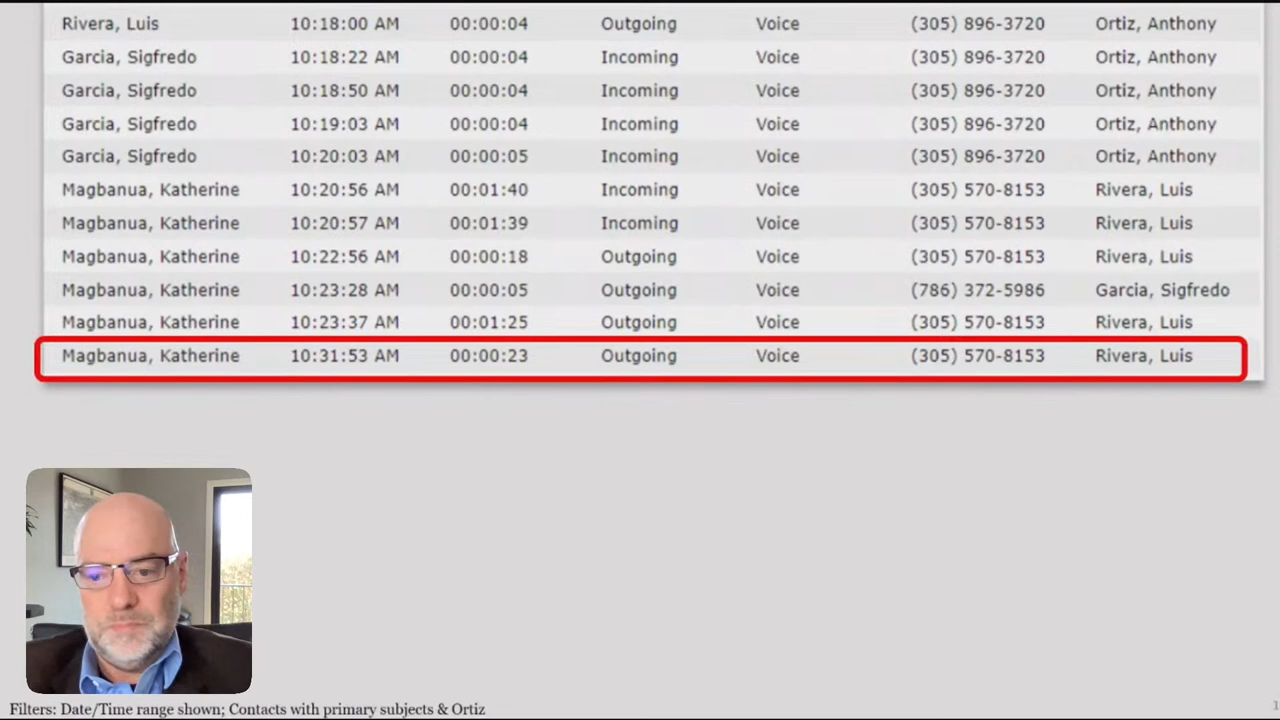 Rivera, Luis 10:18:00 AM 00:00:04 Outgoing Voice (305) 896-3720 Ortiz, Anthony
Garcia, Sigfredo 10:18:22 AM 00:00:04 Incoming Voice (305) 896-3720 Ortiz, Anthony
Garcia, Sigfredo 10:18:50 AM 00:00:04 Incoming Voice (305) 896-3720 Ortiz, Anthony
Garcia, Sigfredo 10:19:03 AM 00:00:04 Incoming Voice (305) 896-3720 Ortiz, Anthony
Garcia, Sigfredo 10:20:03 AM 00:00:05 Incoming Voice (305) 896-3720 Ortiz, Anthony
Magbanua, Katherine 10:20:56 AM 00:01:40 Incoming Voice (305) 570-8153 Rivera, Luis
Magbanua, Katherine 10:20:57 AM 00:01:39 Incoming Voice (305) 570-8153 Rivera, Luis
Magbanua, Katherine 10:22:56 AM 00:00:18 Outgoing Voice (305) 570-8153 Rivera, Luis
Magbanua, Katherine 10:23:28 AM 00:00:05 Outgoing Voice (786) 372-5986 Garcia, Sigfredo
Magbanua, Katherine 10:23:37 AM 00:01:25 Outgoing Voice (305) 570-8153 Rivera, Luis
Magbanua, Katherine 10:31:53 AM 00:00:23 Outgoing Voice (305) 570-8153 Rivera, Luis
Filters: Date/Time range shown; Contacts with primary subjects & Ortiz